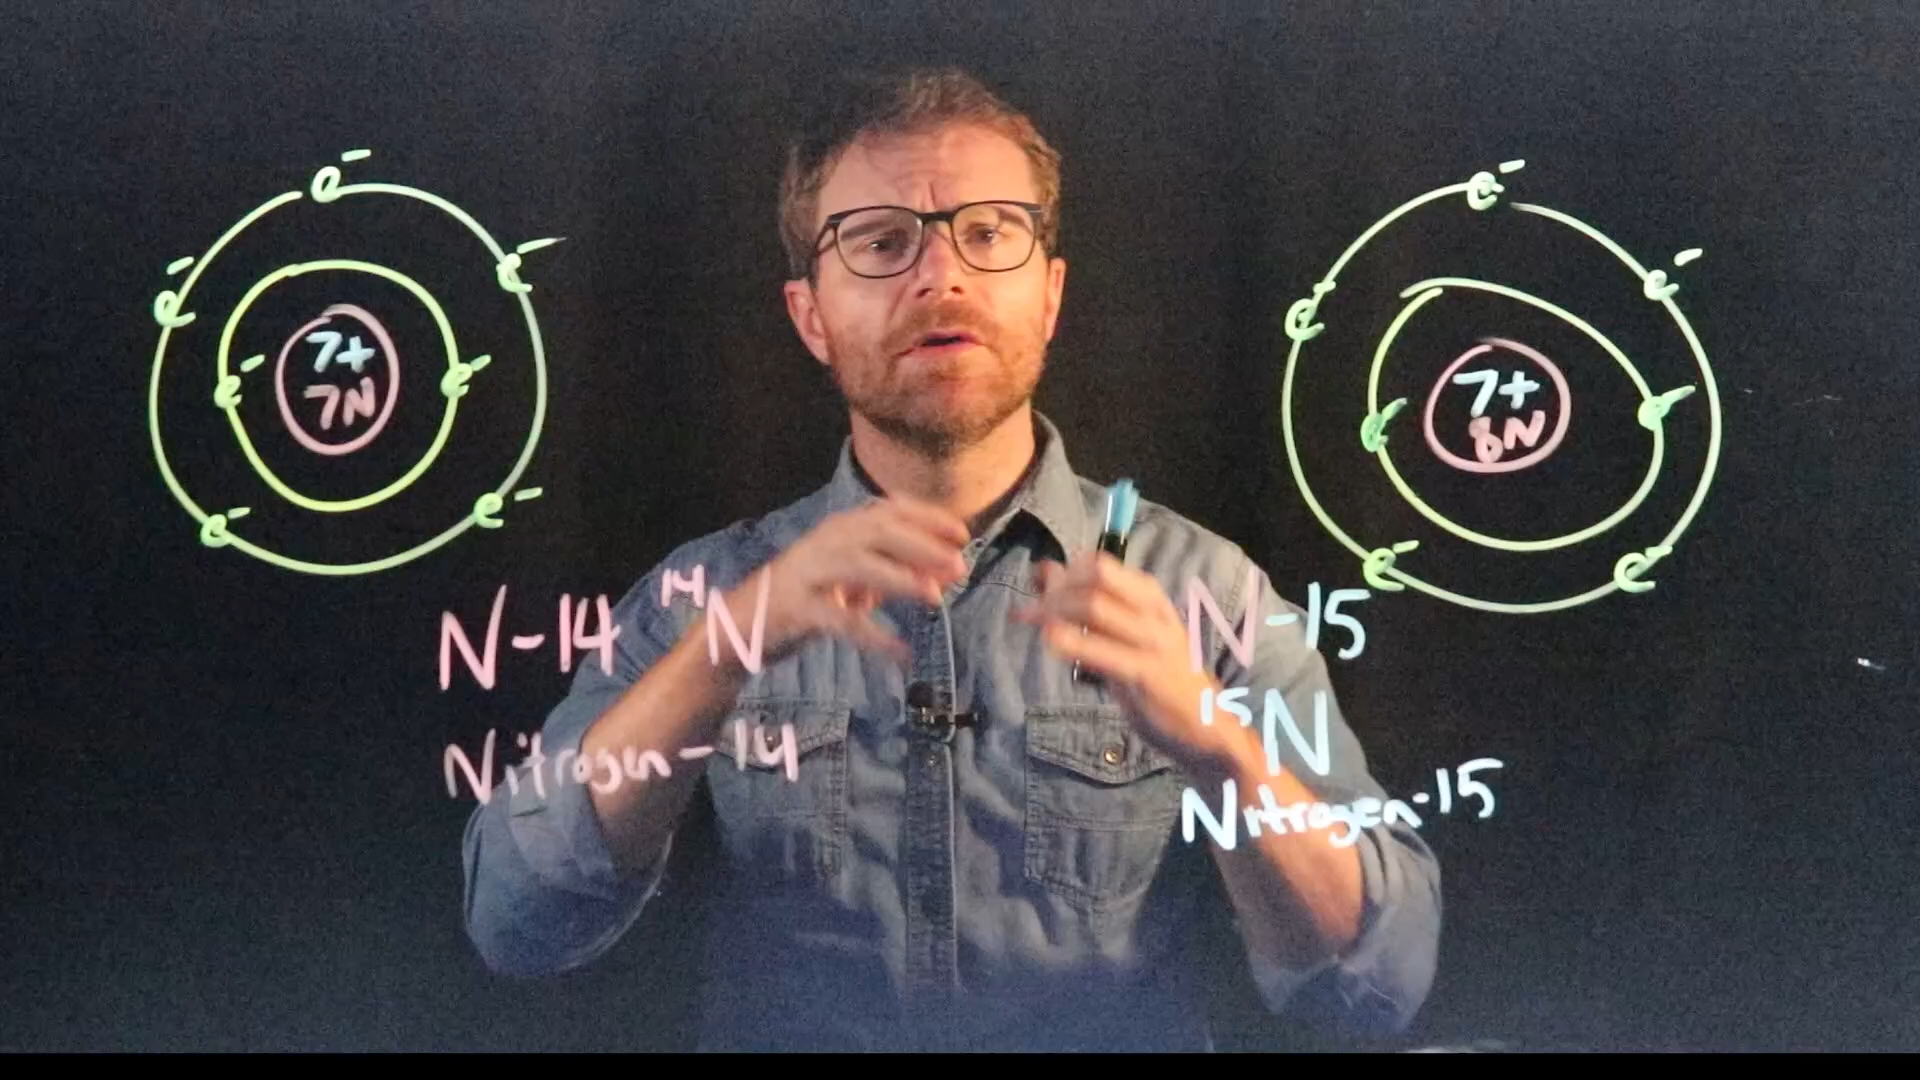 e⁻
e⁻
e⁻
e⁻
e⁻
e⁻
e⁻
7+
7N
N-14 ¹⁴N
Nitrogen-14
e⁻
e⁻
e⁻
e⁻
e⁻
e⁻
e⁻
7+
8N
N-15
¹⁵N
Nitrogen-15